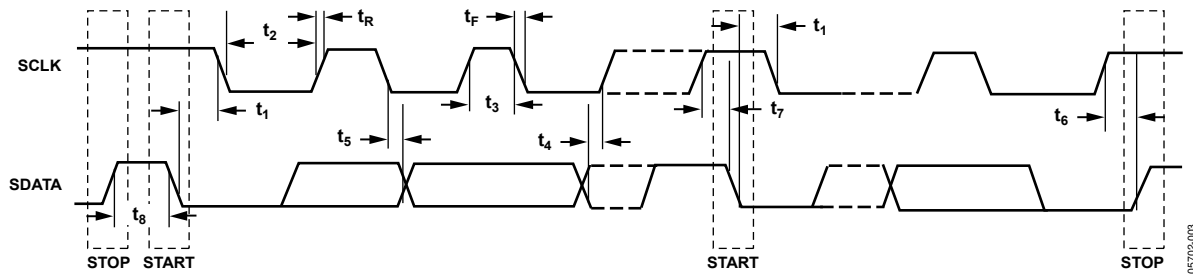 t2 tR tF t1
SCLK
t1 t3 t7 t6
t5 t4
SDATA
t8
STOP START START STOP
05702-003